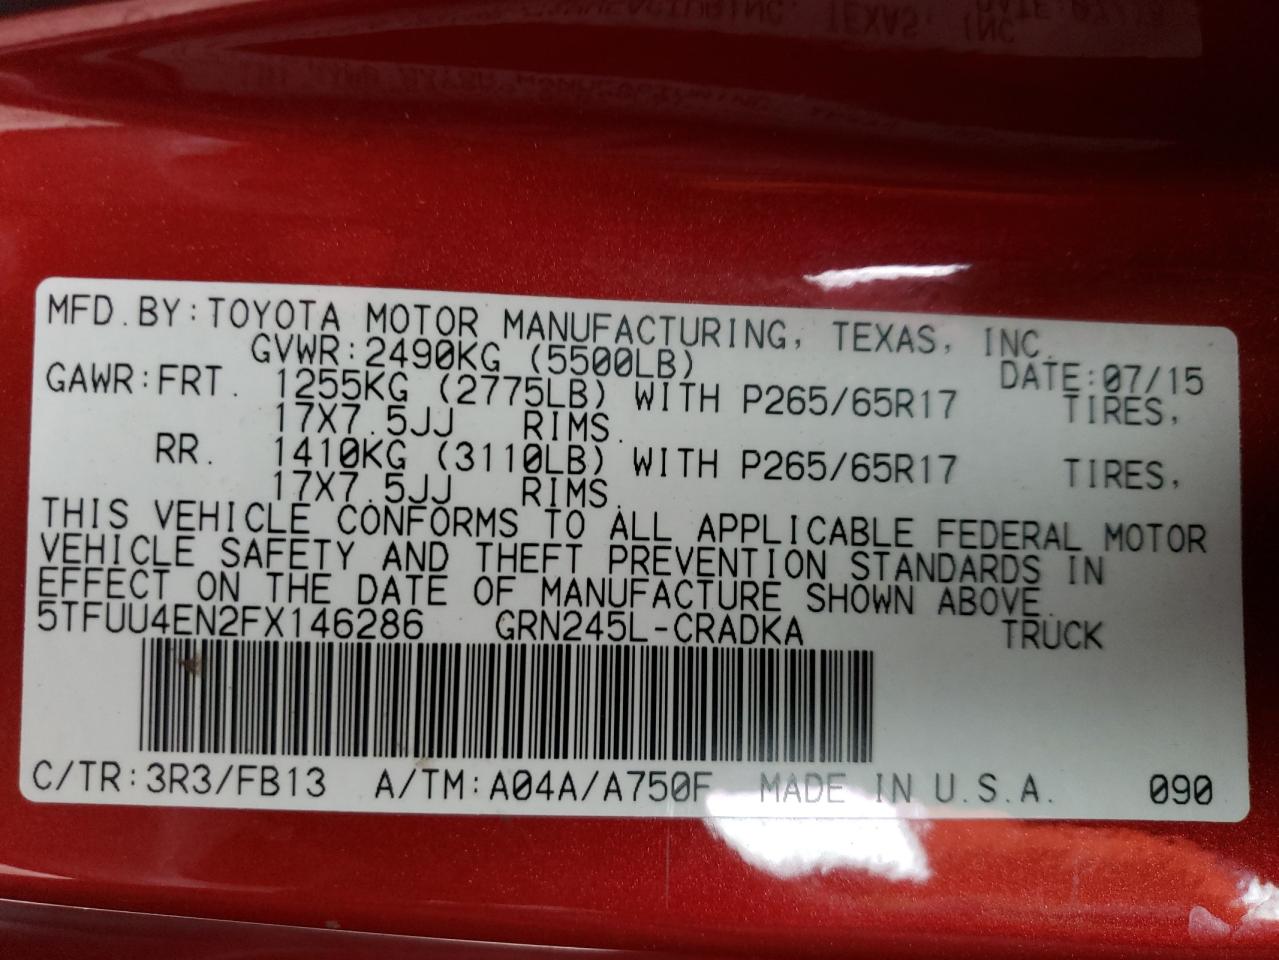 MFD. BY: TOYOTA MOTOR MANUFACTURING, TEXAS, INC.
GVWR: 2490KG (5500LB) DATE: 07/15
GAWR: FRT. 1255KG (2775LB) WITH P265/65R17 TIRES,
17X7.5JJ RIMS.
RR. 1410KG (3110LB) WITH P265/65R17 TIRES,
17X7.5JJ RIMS.
THIS VEHICLE CONFORMS TO ALL APPLICABLE FEDERAL MOTOR
VEHICLE SAFETY AND THEFT PREVENTION STANDARDS IN
EFFECT ON THE DATE OF MANUFACTURE SHOWN ABOVE.
5TFUU4EN2FX146286 GRN245L-CRADKA TRUCK
C/TR: 3R3/FB13 A/TM: A04A/A750F MADE IN U.S.A. 090